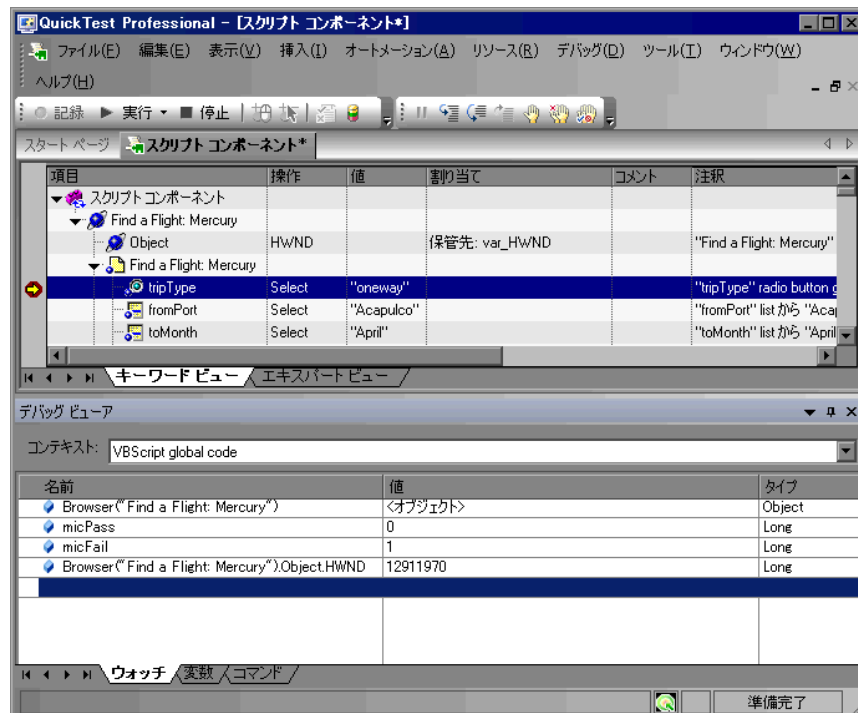 QuickTest Professional - [スクリプト コンポーネント*]
ファイル(F) 編集(E) 表示(V) 挿入(I) オートメーション(A) リソース(R) デバッグ(D) ツール(T) ウィンドウ(W)
ヘルプ(H)
記録 実行 停止
スタート ページ スクリプト コンポーネント*
項目 操作 値 割り当て コメント 注釈
スクリプト コンポーネント
Find a Flight: Mercury
Object HWND 保管先: var_HWND "Find a Flight: Mercury"
Find a Flight: Mercury
tripType Select "oneway" "tripType" radio button
fromPort Select "Acapulco" "fromPort" list から "Aca
toMonth Select "April" "toMonth" list から "April
キーワード ビュー エキスパート ビュー
デバッグ ビューア
コンテキスト: VBScript global code
名前 値 タイプ
Browser("Find a Flight: Mercury") <オブジェクト> Object
micPass 0 Long
micFail 1 Long
Browser("Find a Flight: Mercury").Object.HWND 12911970 Long
ウォッチ 変数 コマンド
準備完了